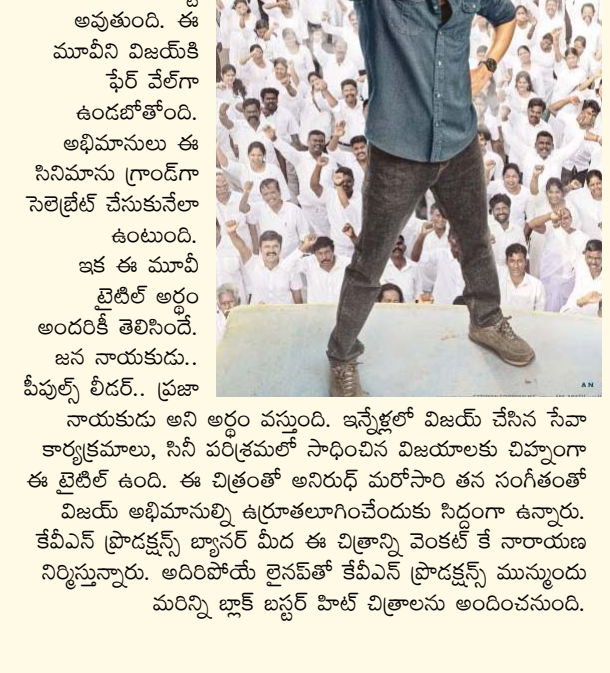 అవుతుంది. ఈ
మూవీని విజయ్‌కి
ఫేర్ వేల్‌గా
ఉండబోతోంది.
అభిమానులు ఈ
సినిమాను గ్రాండ్‌గా
సెలెబ్రేట్ చేసుకునేలా
ఉంటుంది.
ఇక ఈ మూవీ
టైటిల్ అర్థం
అందరికీ తెలిసిందే.
జన నాయకుడు..
పీపుల్స్ లీడర్.. ప్రజా
నాయకుడు అని అర్థం వస్తుంది. ఇన్నేళ్లలో విజయ్ చేసిన సేవా
కార్యక్రమాలు, సినీ పరిశ్రమలో సాధించిన విజయాలకు చిహ్నంగా
ఈ టైటిల్ ఉంది. ఈ చిత్రంతో అనిరుధ్ మరోసారి తన సంగీతంతో
విజయ్ అభిమానుల్ని ఉర్రూతలూగించేందుకు సిద్దంగా ఉన్నారు.
కేవీఎన్ ప్రొడక్షన్స్ బ్యానర్ మీద ఈ చిత్రాన్ని వెంకట్ కే నారాయణ
నిర్మిస్తున్నారు. అదిరిపోయే లైనప్‌తో కేవీఎన్ ప్రొడక్షన్స్ మున్ముందు
మరిన్ని బ్లాక్ బస్టర్ హిట్ చిత్రాలను అందించనుంది.
AN